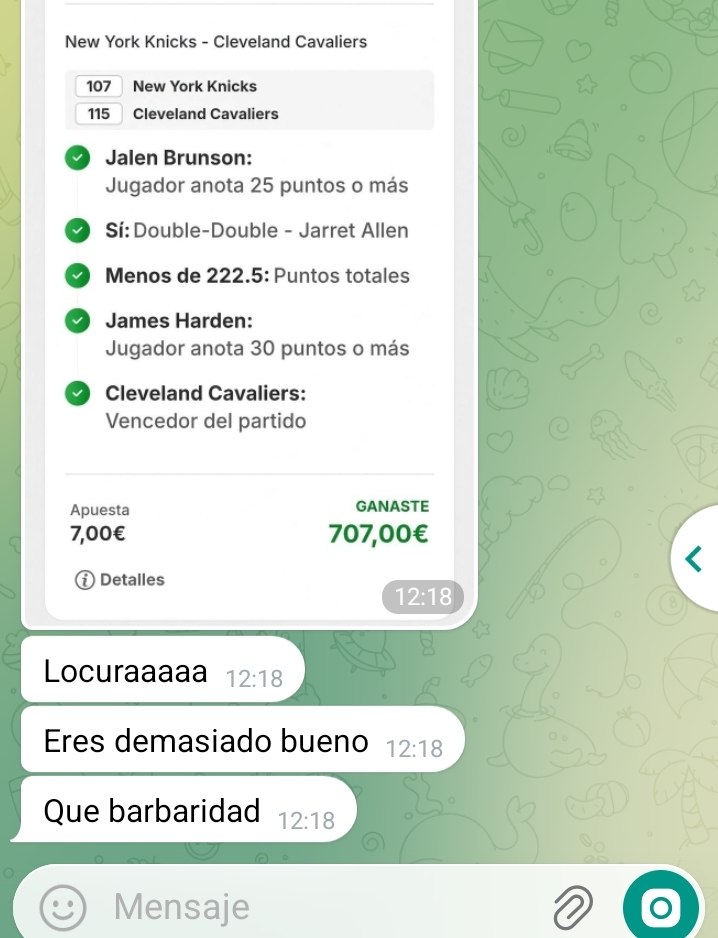 New York Knicks - Cleveland Cavaliers
107 New York Knicks
115 Cleveland Cavaliers
Jalen Brunson:
Jugador anota 25 puntos o más
Sí: Double-Double - Jarret Allen
Menos de 222.5: Puntos totales
James Harden:
Jugador anota 30 puntos o más
Cleveland Cavaliers:
Vencedor del partido
Apuesta GANASTE
7,00€ 707,00€
Detalles
12:18
Locuraaaaa 12:18
Eres demasiado bueno 12:18
Que barbaridad 12:18
Mensaje